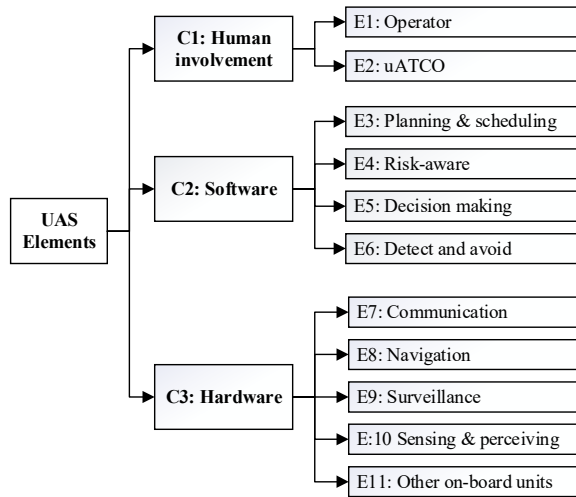 UAS
Elements
C1: Human
involvement
E1: Operator
E2: uATCO
C2: Software
E3: Planning & scheduling
E4: Risk-aware
E5: Decision making
E6: Detect and avoid
C3: Hardware
E7: Communication
E8: Navigation
E9: Surveillance
E:10 Sensing & perceiving
E11: Other on-board units